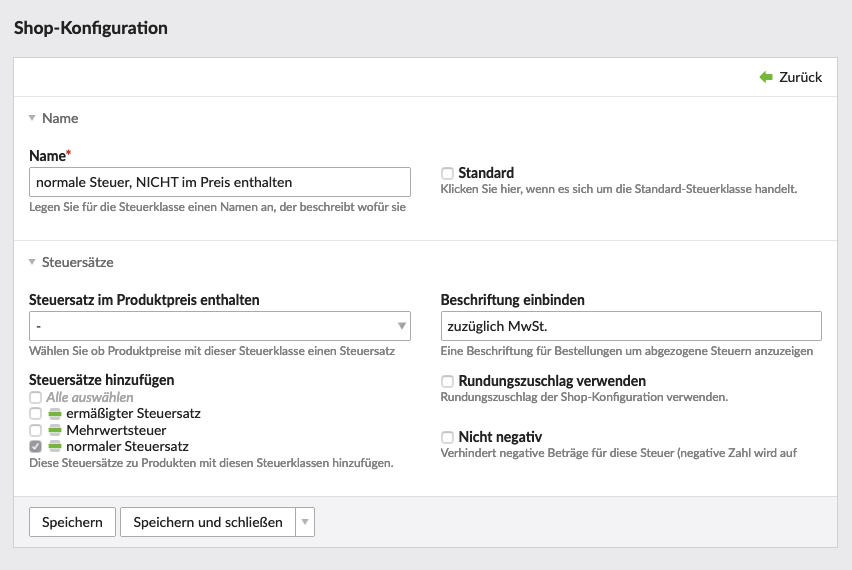 Shop-Konfiguration
Zurück
Name
Name*
normale Steuer, NICHT im Preis enthalten
Legen Sie für die Steuerklasse einen Namen an, der beschreibt wofür sie
Standard
Klicken Sie hier, wenn es sich um die Standard-Steuerklasse handelt.
Steuersätze
Steuersatz im Produktpreis enthalten
-
Wählen Sie ob Produktpreise mit dieser Steuerklasse einen Steuersatz
Beschriftung einbinden
zuzüglich MwSt.
Eine Beschriftung für Bestellungen um abgezogene Steuern anzuzeigen
Steuersätze hinzufügen
Alle auswählen
ermäßigter Steuersatz
Mehrwertsteuer
normaler Steuersatz
Diese Steuersätze zu Produkten mit diesen Steuerklassen hinzufügen.
Rundungszuschlag verwenden
Rundungszuschlag der Shop-Konfiguration verwenden.
Nicht negativ
Verhindert negative Beträge für diese Steuer (negative Zahl wird auf
Speichern
Speichern und schließen